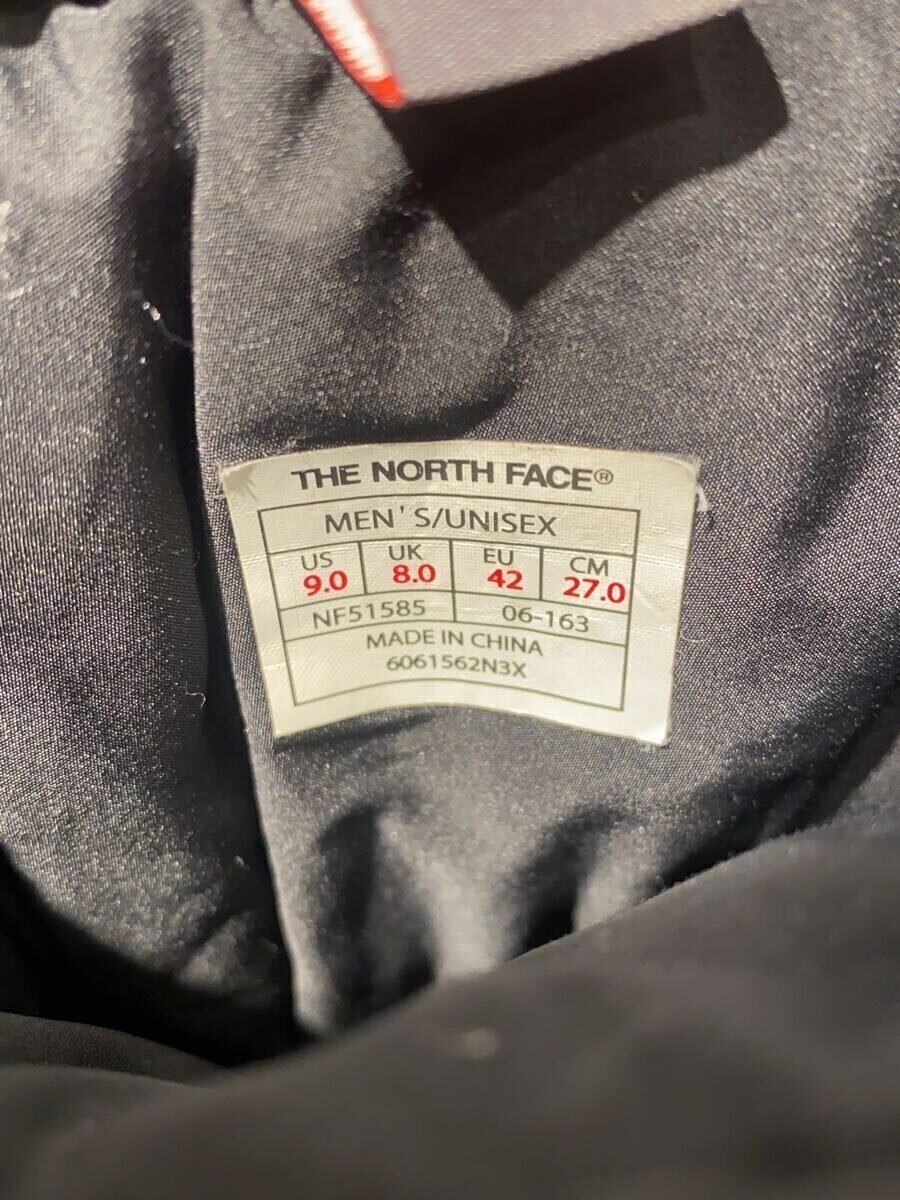 THE NORTH FACE®
MEN'S/UNISEX
US UK EU CM
9.0 8.0 42 27.0
NF51585 06-163
MADE IN CHINA
6061562N3X